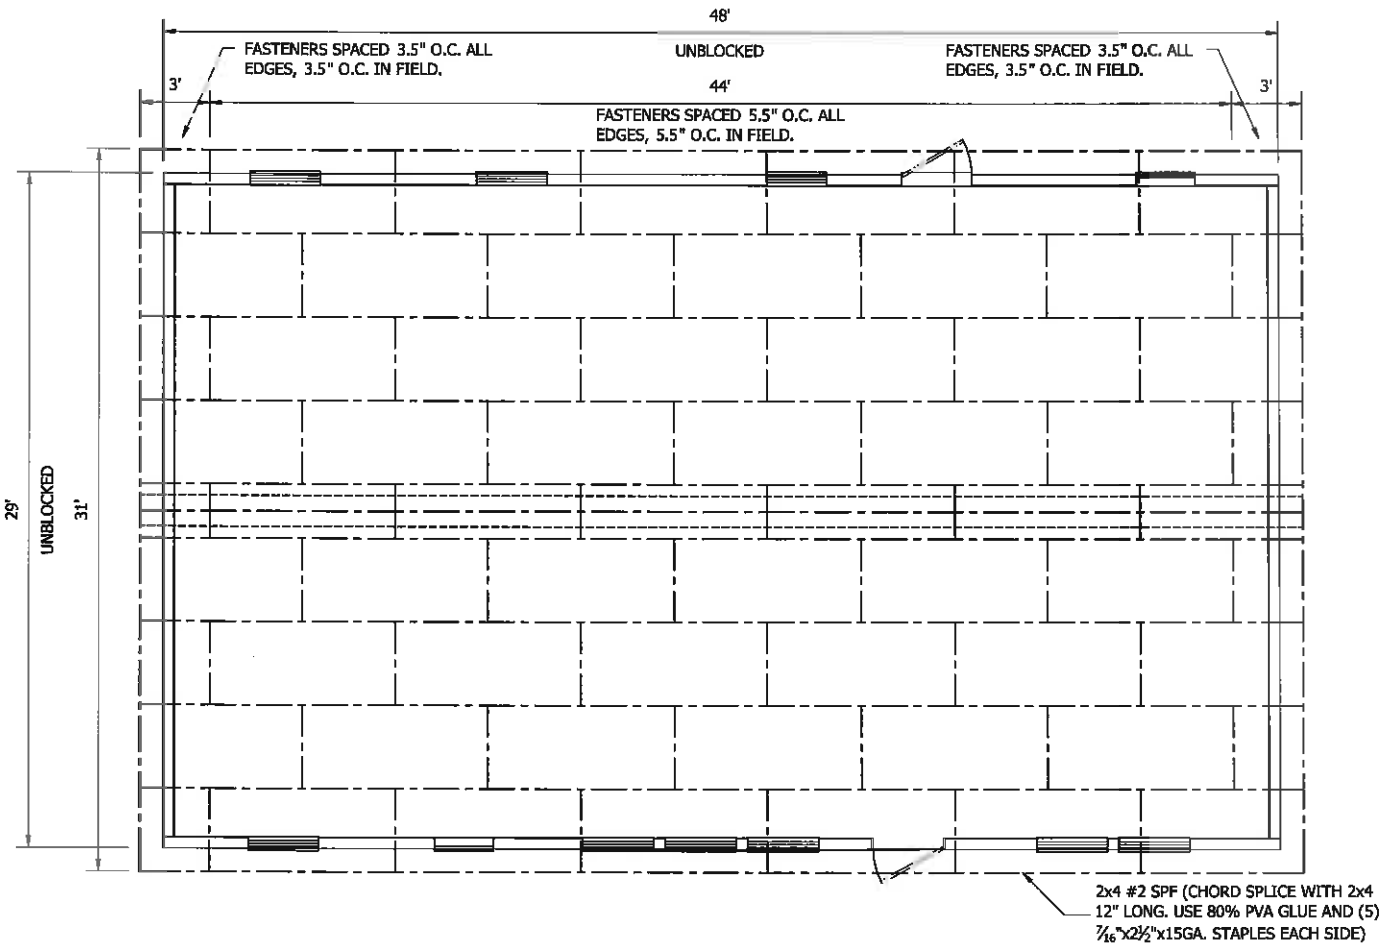 48'
FASTENERS SPACED 3.5" O.C. ALL
EDGES, 3.5" O.C. IN FIELD.
UNBLOCKED
FASTENERS SPACED 3.5" O.C. ALL
EDGES, 3.5" O.C. IN FIELD.
3'
44'
3'
FASTENERS SPACED 5.5" O.C. ALL
EDGES, 5.5" O.C. IN FIELD.
29'
UNBLOCKED
31'
2x4 #2 SPF (CHORD SPLICE WITH 2x4
12" LONG. USE 80% PVA GLUE AND (5)
7/16"x2½"x15GA. STAPLES EACH SIDE)